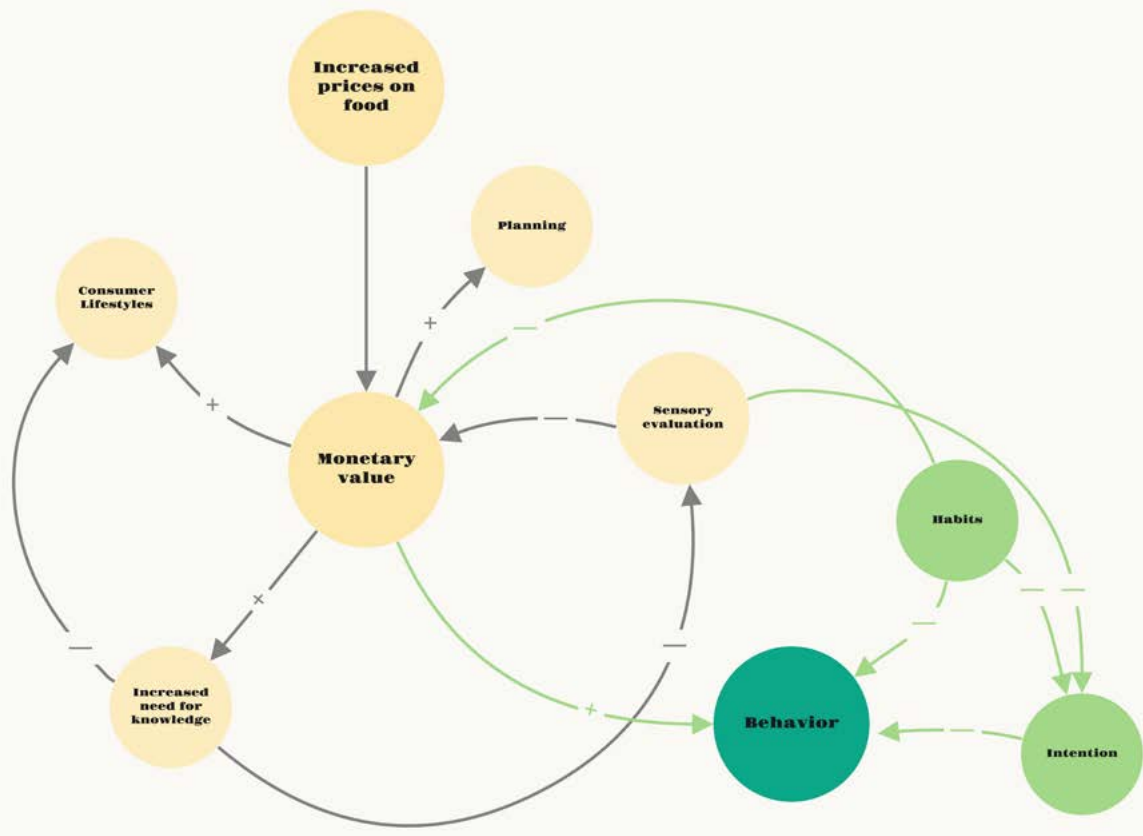 Increased
prices on
food
Planning
Consumer
Lifestyles
—
+
+
Sensory
evaluation
—
Monetary
value
Habits
+
—
—
—
—
—
Increased
need for
knowledge
+
Behavior
—
Intention